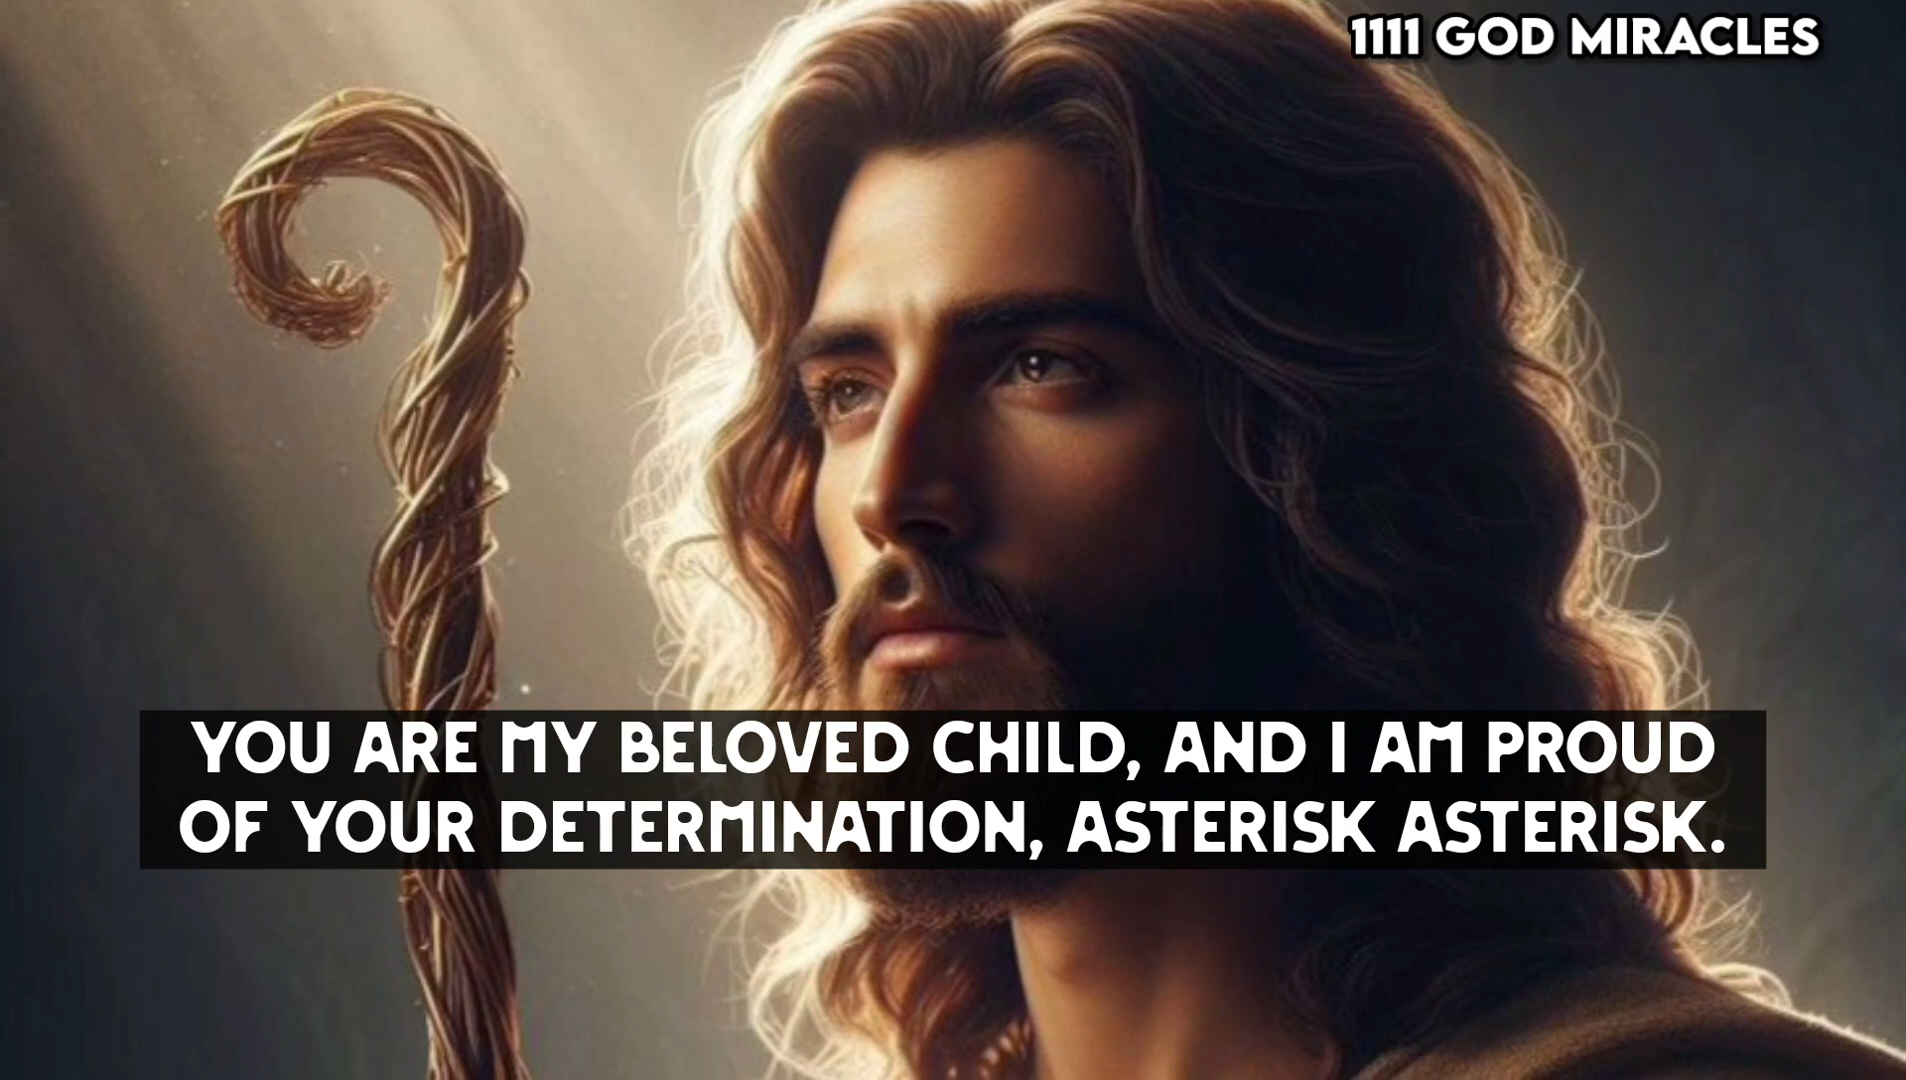 1111 GOD MIRACLES
YOU ARE MY BELOVED CHILD, AND I AM PROUD
OF YOUR DETERMINATION, ASTERISK ASTERISK.